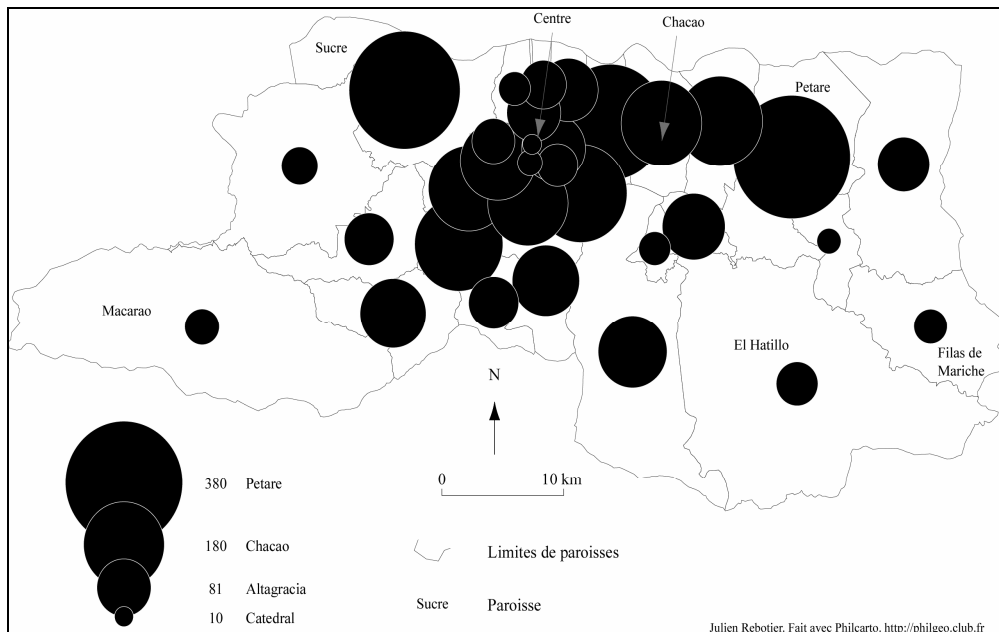 Centre
Chacao
Sucre
Petare
Macarao
El Hatillo
Filas de
Mariche
N
0 10 km
380 Petare
180 Chacao
81 Altagracia
10 Catedral
Limites de paroisses
Sucre Paroisse
Julien Rebotier. Fait avec Philcarto. http://philgeo.club.fr